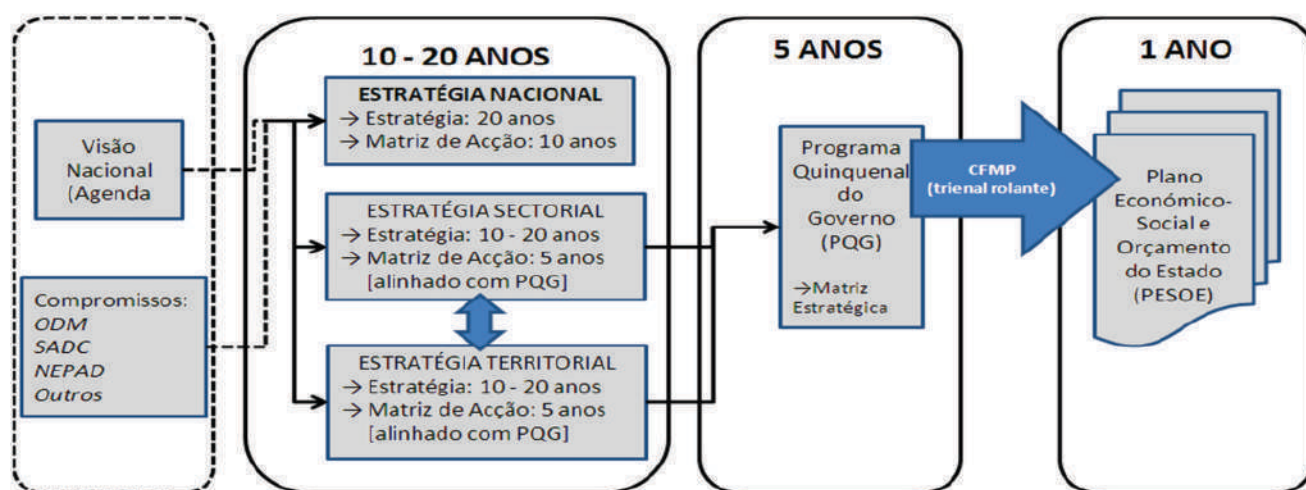 Visão
Nacional
(Agenda
Compromissos:
ODM
SADC
NEPAD
Outros
10 - 20 ANOS
ESTRATÉGIA NACIONAL
→ Estratégia: 20 anos
→ Matriz de Acção: 10 anos
ESTRATÉGIA SECTORIAL
→ Estratégia: 10 - 20 anos
→ Matriz de Acção: 5 anos
[alinhado com PQG]
ESTRATÉGIA TERRITORIAL
→ Estratégia: 10 - 20 anos
→ Matriz de Acção: 5 anos
[alinhado com PQG]
5 ANOS
Programa
Quinquenal
do
Governo
(PQG)
→Matriz
Estratégica
CFMP
(trienal rolante)
1 ANO
Plano
Económico-
Social e
Orçamento
do Estado
(PESOE)